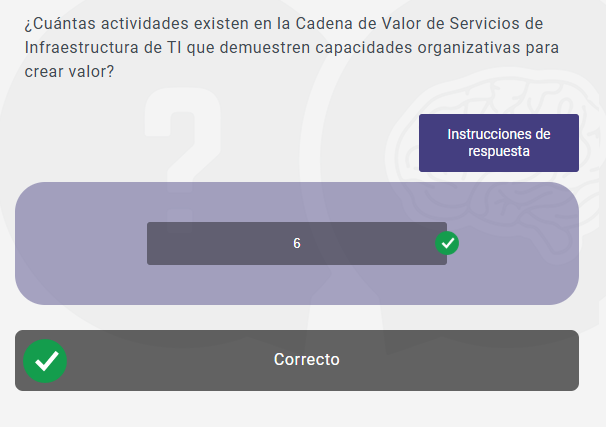 ¿Cuántas actividades existen en la Cadena de Valor de Servicios de
Infraestructura de TI que demuestren capacidades organizativas para
crear valor?
Instrucciones de
respuesta
6
Correcto